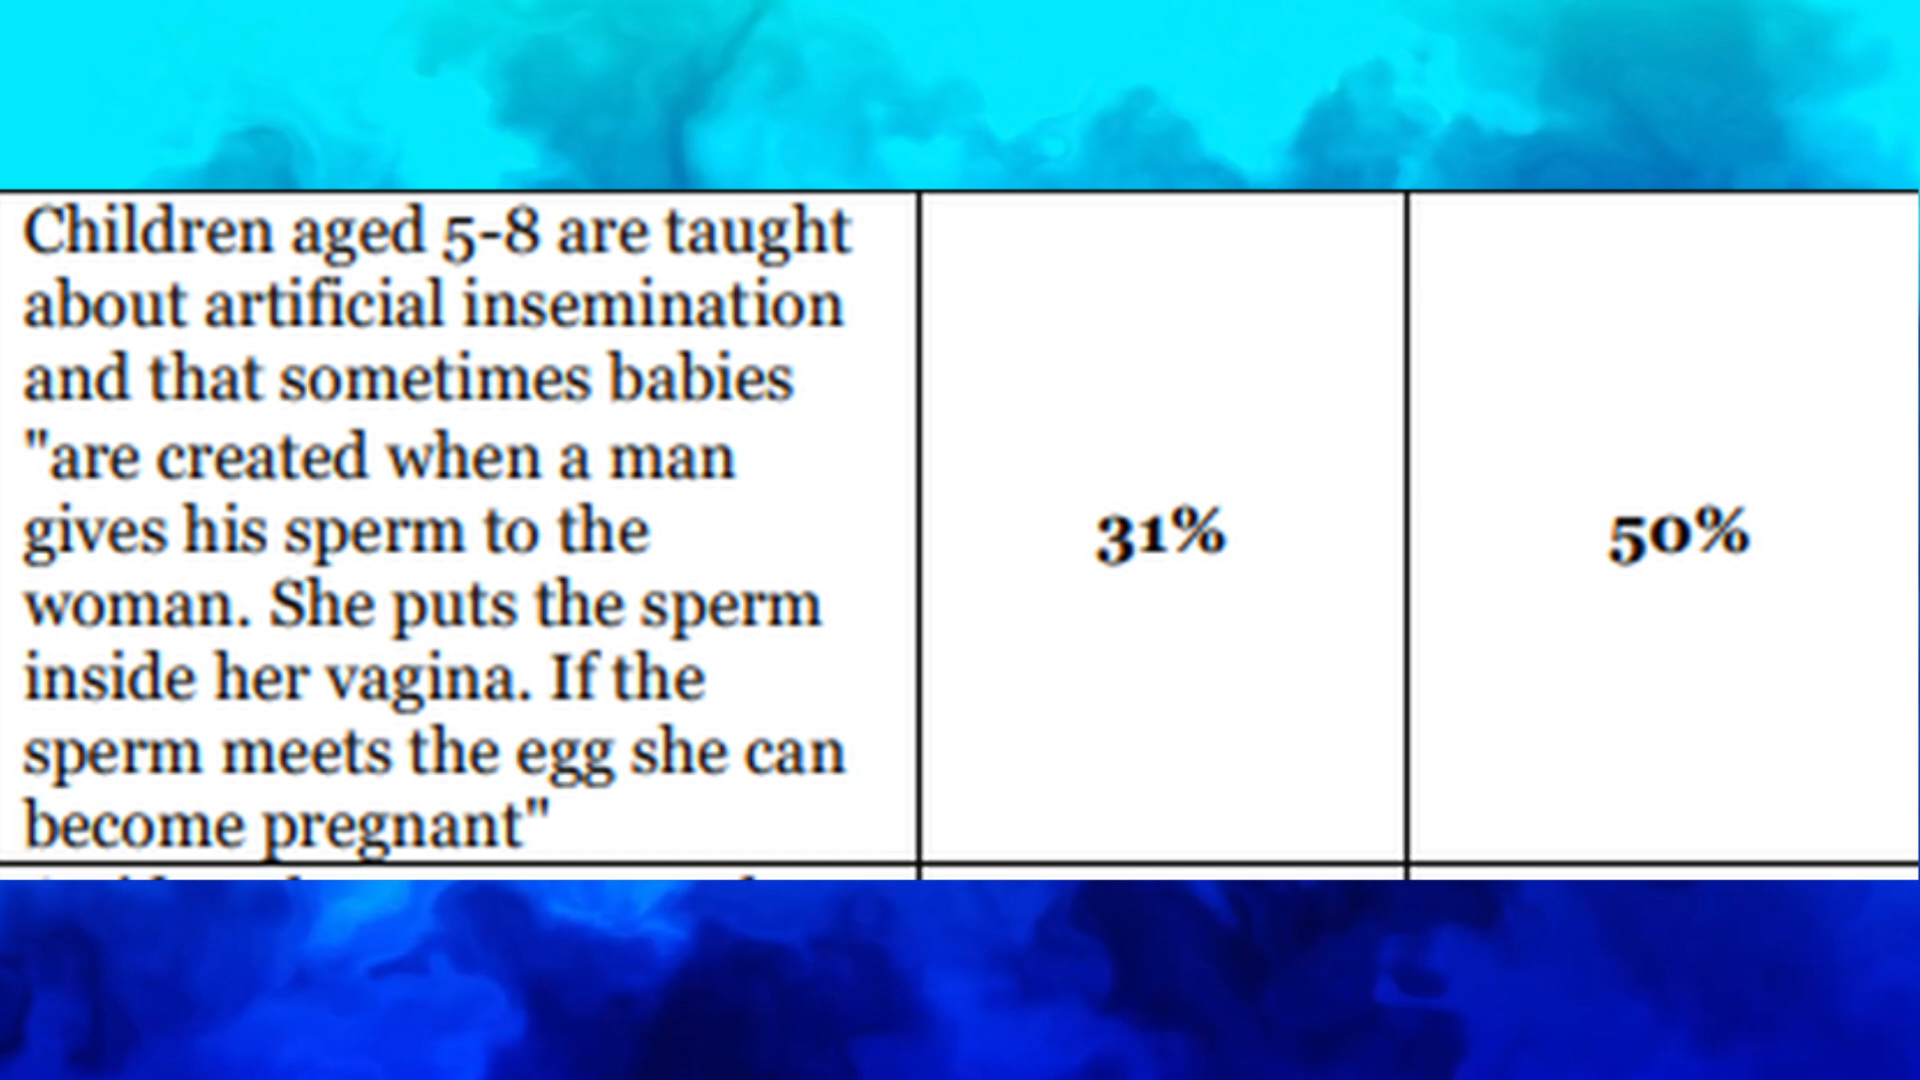 Children aged 5-8 are taught
about artificial insemination
and that sometimes babies
"are created when a man
gives his sperm to the
woman. She puts the sperm
inside her vagina. If the
sperm meets the egg she can
become pregnant"
31%
50%